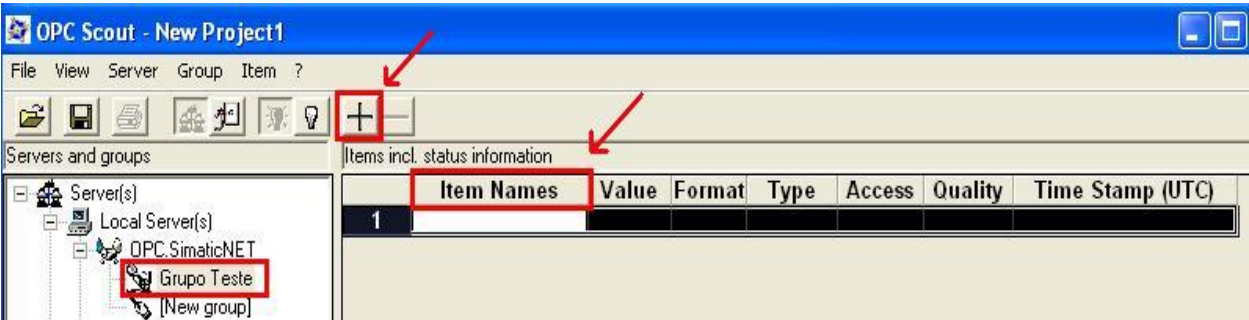 OPC Scout - New Project1
File View Server Group Item ?
Servers and groups
Items incl. status information
Item Names Value Format Type Access Quality Time Stamp (UTC)
1
Server(s)
Local Server(s)
OPC.SimaticNET
Grupo Teste
[New group]